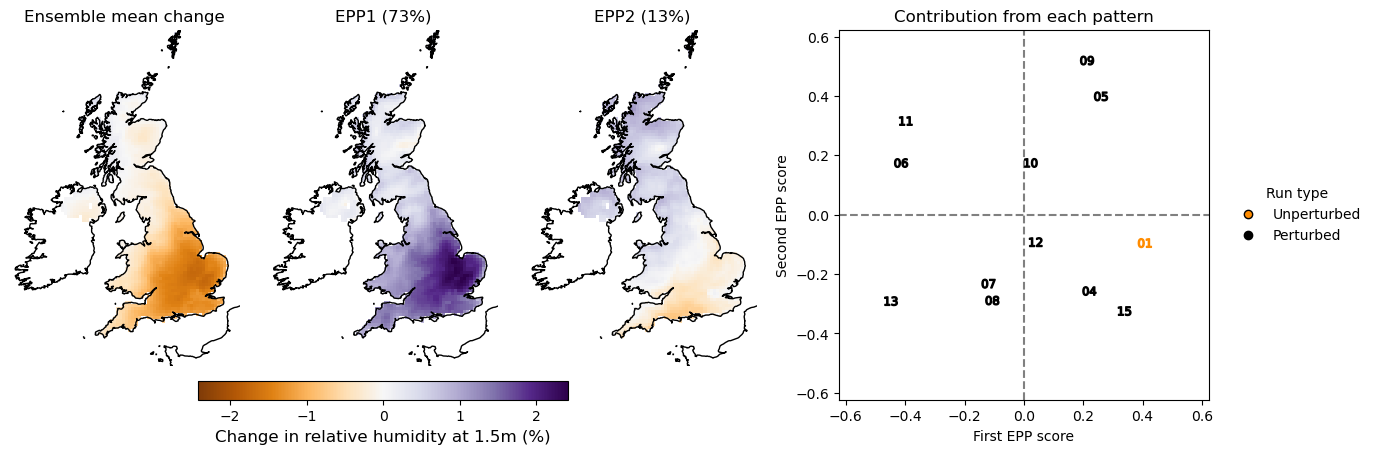 Ensemble mean change
EPP1 (73%)
EPP2 (13%)
−2 −1 0 1 2
Change in relative humidity at 1.5m (%)
Contribution from each pattern
Second EPP score
0.6
0.4
0.2
0.0
−0.2
−0.4
−0.6
09
05
11
06
10
12
01
07
08
13
04
15
−0.6 −0.4 −0.2 0.0 0.2 0.4 0.6
First EPP score
Run type
Unperturbed
Perturbed